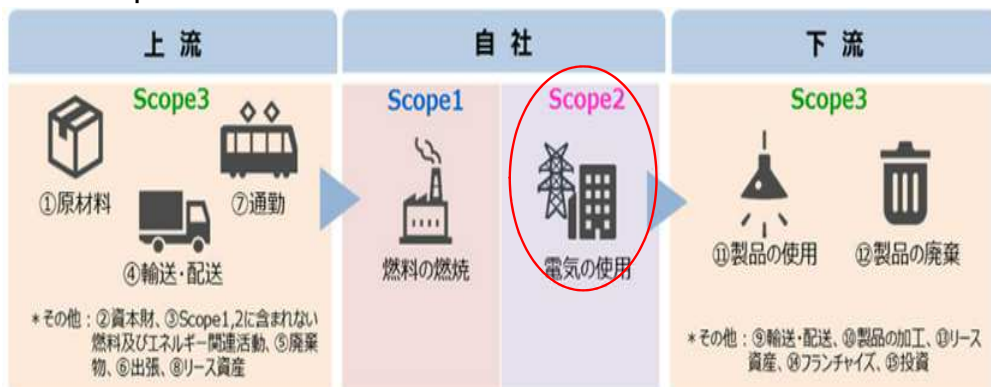 上 流
自 社
下 流
Scope3
Scope1
Scope2
Scope3
①原材料
⑦通勤
④輸送・配送
燃料の燃焼
電気の使用
⑪製品の使用
⑫製品の廃棄
＊その他：②資本財、③Scope1,2に含まれない
燃料及びエネルギー関連活動、⑤廃棄
物、⑥出張、⑧リース資産
＊その他：⑨輸送・配送、⑩製品の加工、⑬リース
資産、⑭フランチャイズ、⑮投資